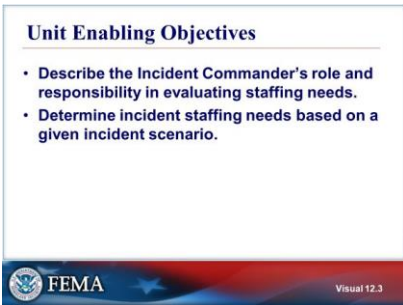 Unit Enabling Objectives
• Describe the Incident Commander's role and
responsibility in evaluating staffing needs.
• Determine incident staffing needs based on a
given incident scenario.
FEMA
Visual 12.3